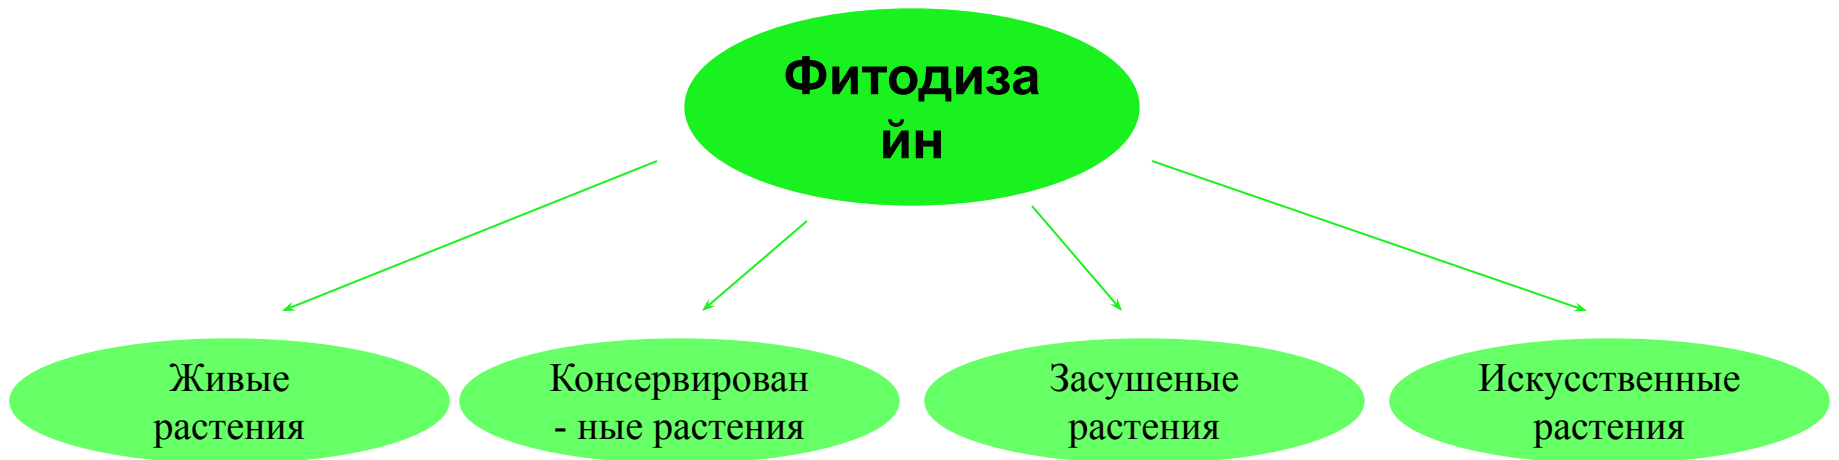 Фитодиза
йн
Живые
растения
Консервирован
- ные растения
Засушеные
растения
Искусственные
растения